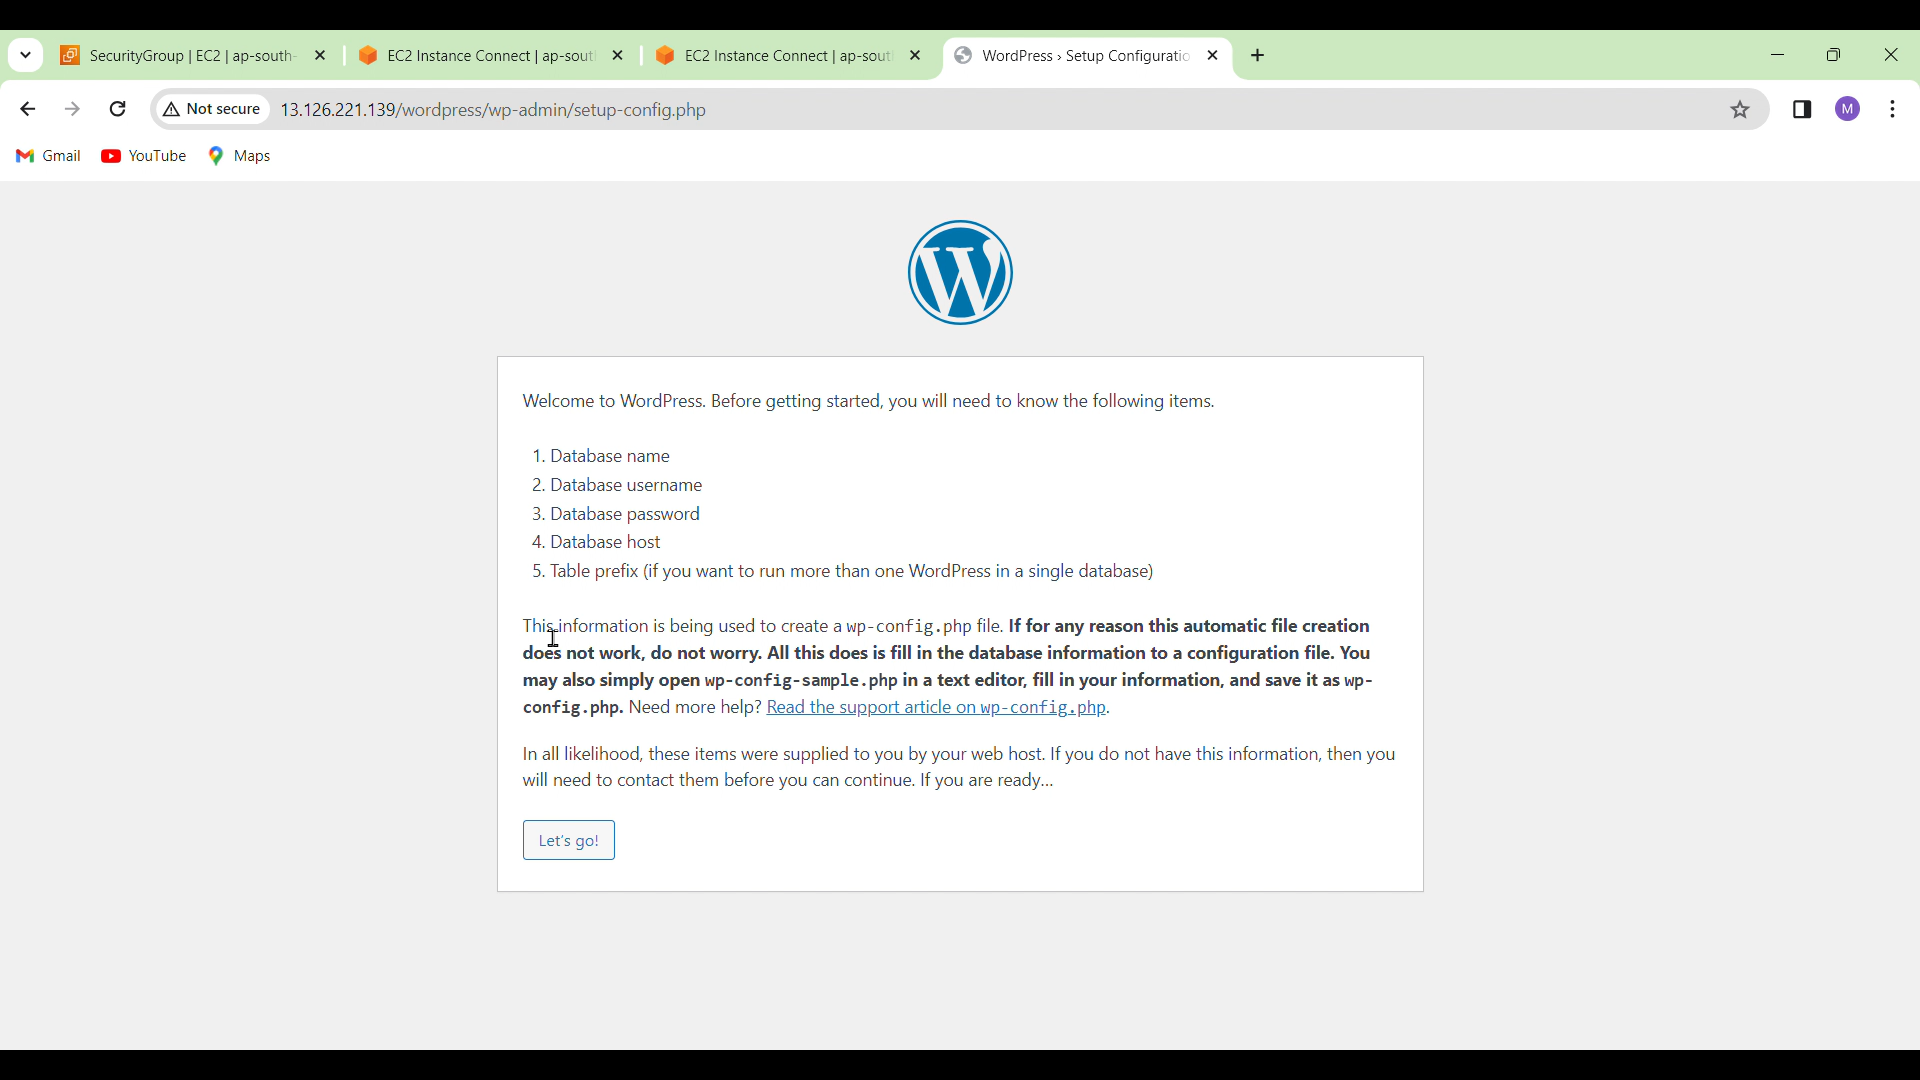 SecurityGroup | EC2 | ap-south-
EC2 Instance Connect | ap-sout
EC2 Instance Connect | ap-sout
WordPress › Setup Configuratio
Not secure
13.126.221.139/wordpress/wp-admin/setup-config.php
M
Gmail
YouTube
Maps
Welcome to WordPress. Before getting started, you will need to know the following items.
1. Database name
2. Database username
3. Database password
4. Database host
5. Table prefix (if you want to run more than one WordPress in a single database)
This information is being used to create a wp-config.php file. If for any reason this automatic file creation
does not work, do not worry. All this does is fill in the database information to a configuration file. You
may also simply open wp-config-sample.php in a text editor, fill in your information, and save it as wp-
config.php. Need more help? Read the support article on wp-config.php.
In all likelihood, these items were supplied to you by your web host. If you do not have this information, then you
will need to contact them before you can continue. If you are ready…
Let's go!